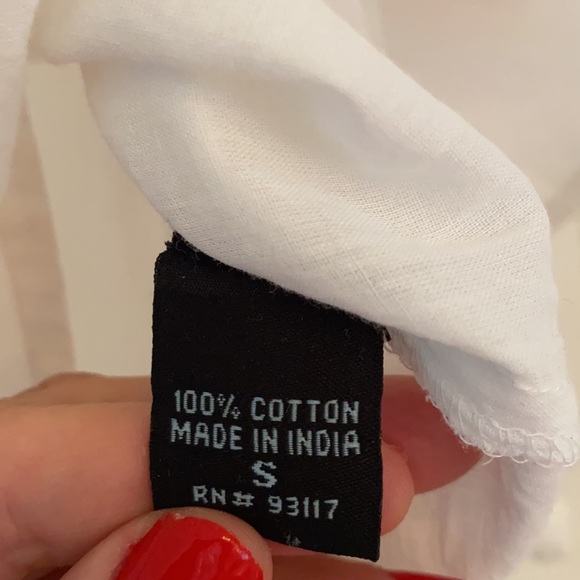 100% COTTON
MADE IN INDIA
S
RN# 93117